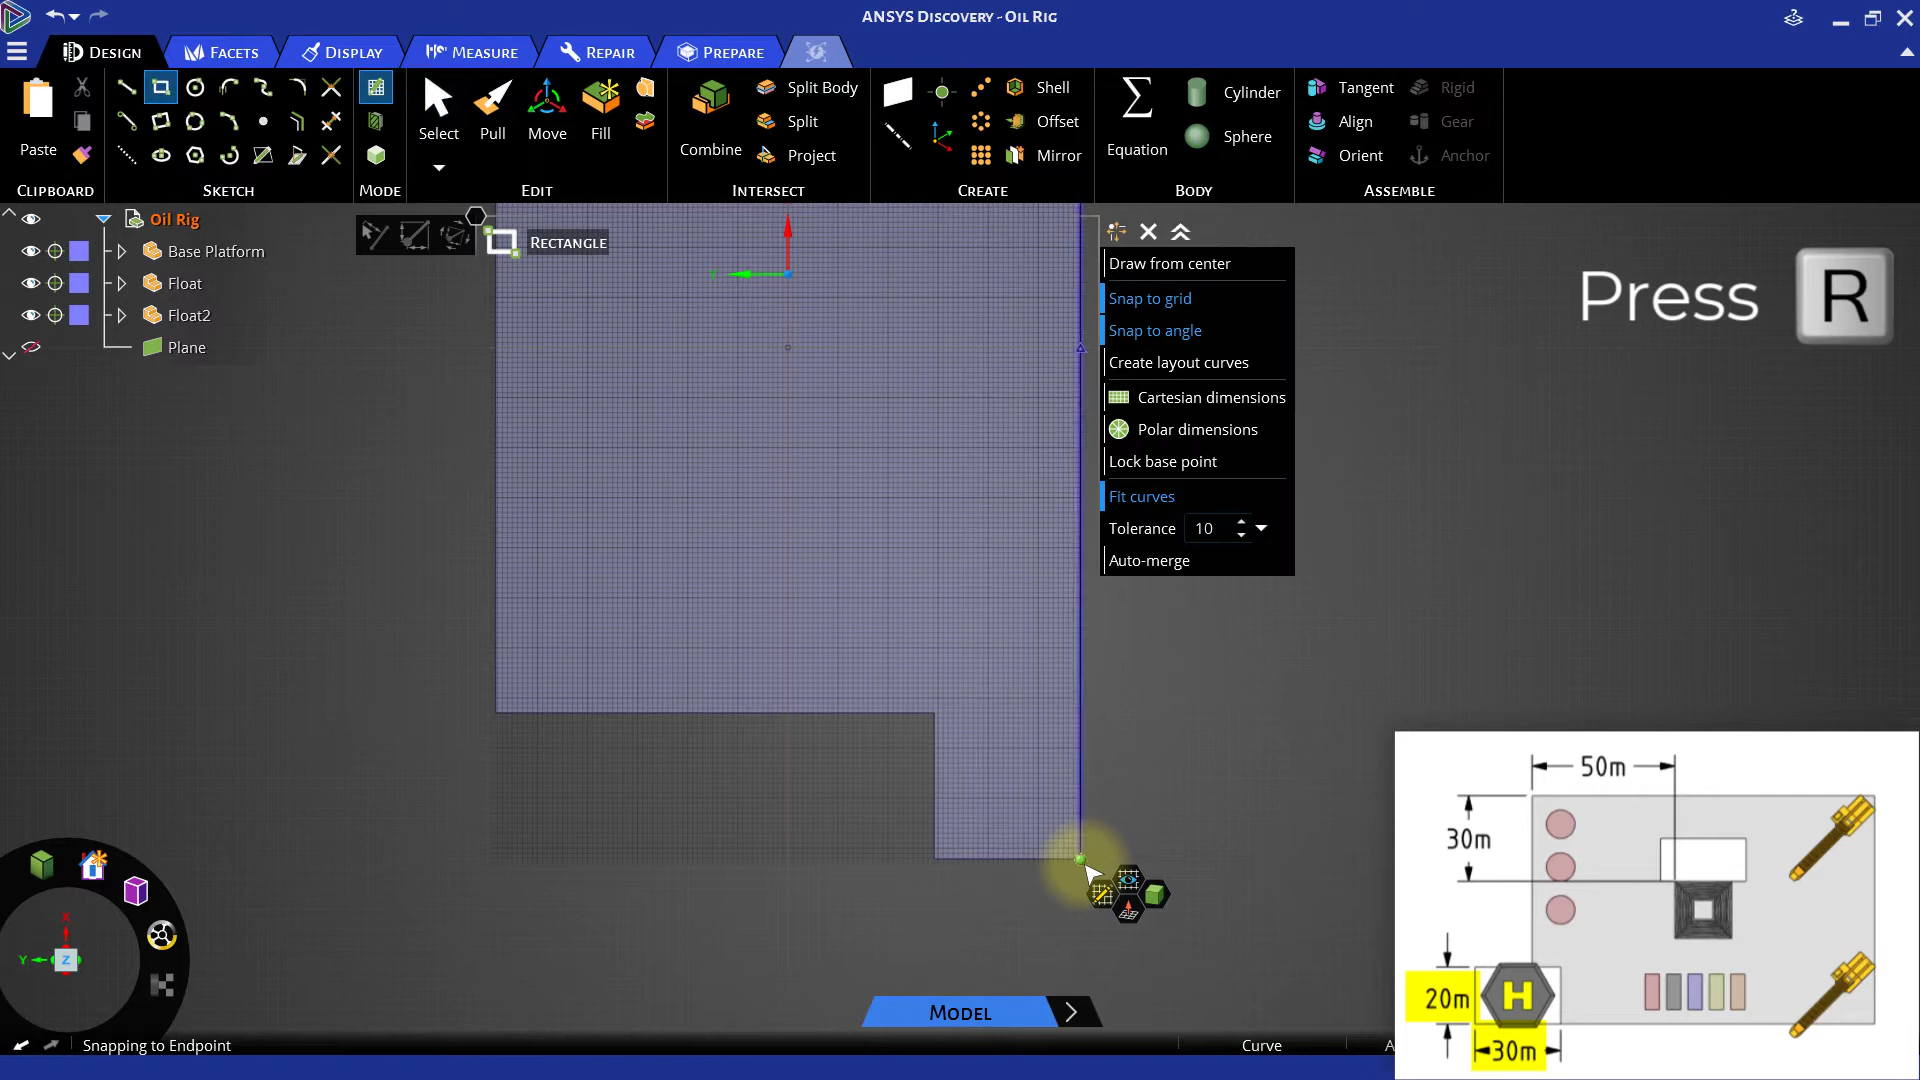 ANSYS Discovery - Oil Rig
Design
Facets
Display
Measure
Repair
Prepare
Paste
Select
Pull
Move
Fill
Combine
Split Body
Split
Project
Shell
Offset
Mirror
Equation
Cylinder
Sphere
Tangent
Align
Orient
Rigid
Gear
Anchor
Clipboard
Sketch
Mode
Edit
Intersect
Create
Body
Assemble
Oil Rig
Base Platform
Float
Float2
Plane
Rectangle
Draw from center
Snap to grid
Snap to angle
Create layout curves
Cartesian dimensions
Polar dimensions
Lock base point
Fit curves
Tolerance 10
Auto-merge
Press R
50m
30m
20m
H
30m
X
Y
Z
Model
Snapping to Endpoint
Curve
A